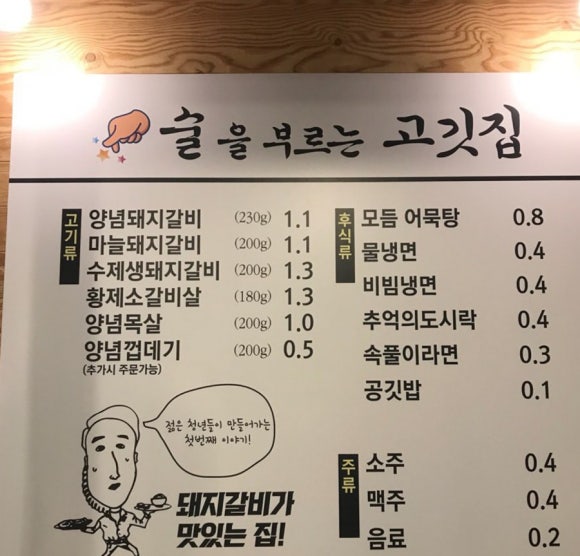 술을 부르는 고깃집
고기류
양념돼지갈비 (230g) 1.1
마늘돼지갈비 (200g) 1.1
수제생돼지갈비 (200g) 1.3
황제소갈비살 (180g) 1.3
양념목살 (200g) 1.0
양념껍데기 (200g) 0.5
(추가시 주문가능)
젊은 청년들이 만들어가는
첫번째 이야기!
돼지갈비가
맛있는 집!
후식류
모듬 어묵탕 0.8
물냉면 0.4
비빔냉면 0.4
추억의도시락 0.4
속풀이라면 0.3
공깃밥 0.1
주류
소주 0.4
맥주 0.4
음료 0.2